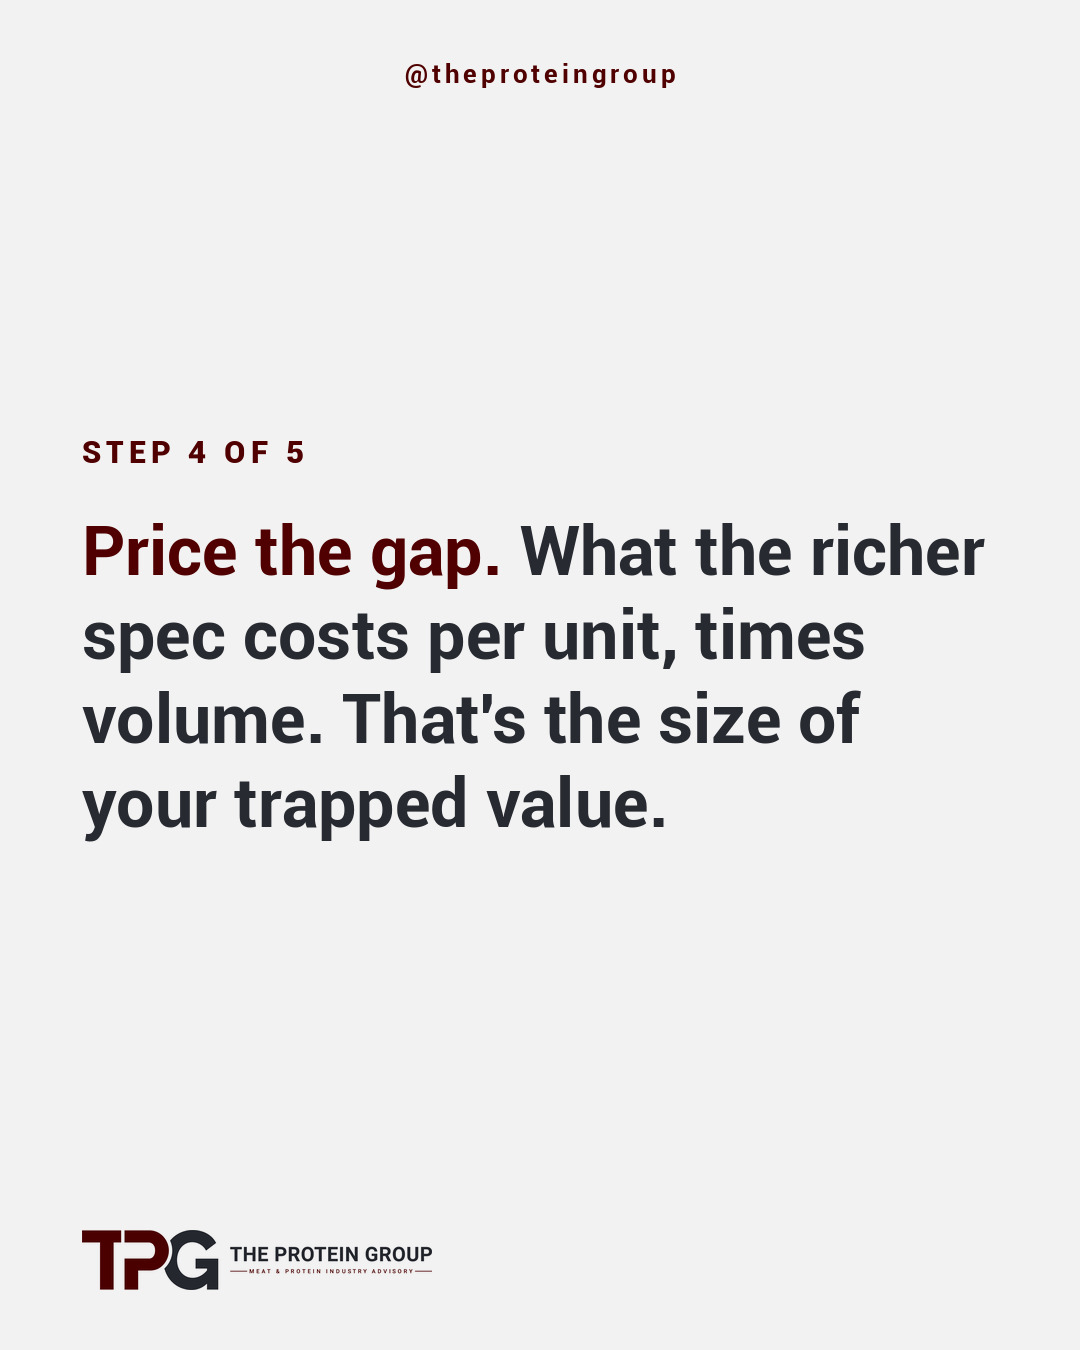 @theproteingroup
STEP 4 OF 5
Price the gap. What the richer
spec costs per unit, times
volume. That's the size of
your trapped value.
TPG
THE PROTEIN GROUP
MEAT & PROTEIN INDUSTRY ADVISORY